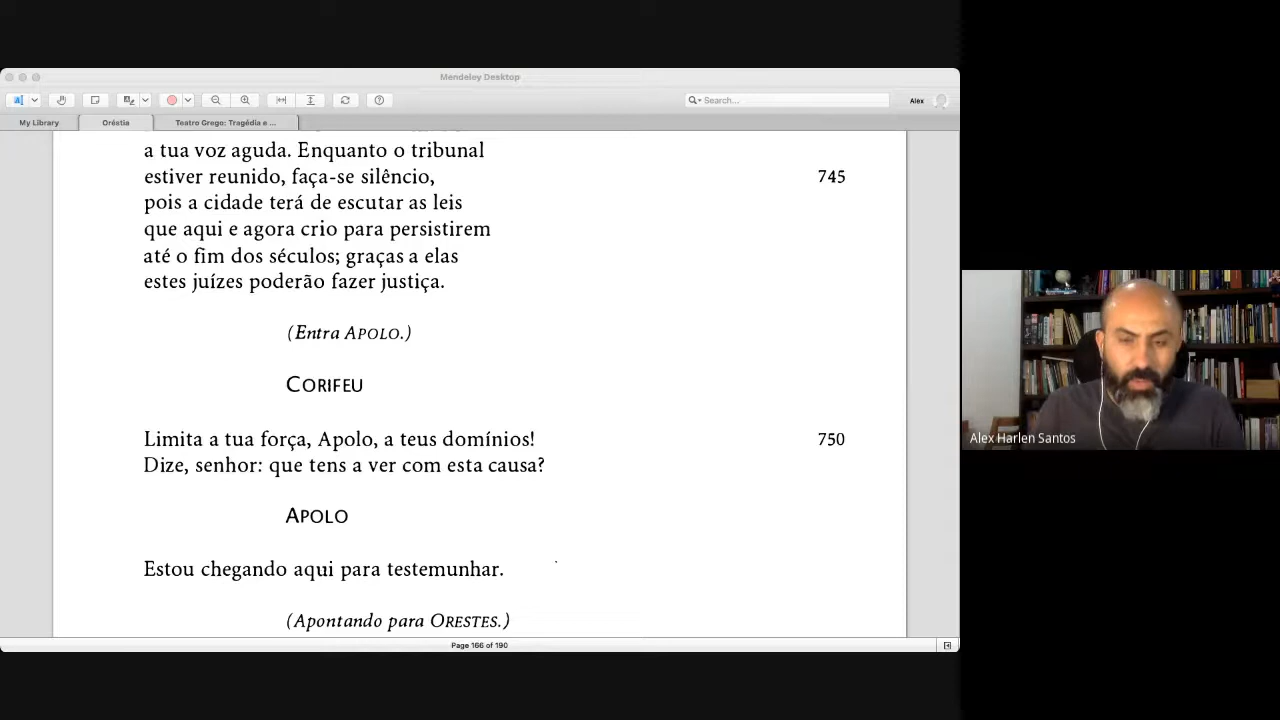 Mendeley Desktop
Search...
Alex
My Library
Oréstia
Teatro Grego: Tragédia e ...
a tua voz aguda. Enquanto o tribunal
estiver reunido, faça-se silêncio,
745
pois a cidade terá de escutar as leis
que aqui e agora crio para persistirem
até o fim dos séculos; graças a elas
estes juízes poderão fazer justiça.
(Entra APOLO.)
CORIFEU
Limita a tua força, Apolo, a teus domínios!
750
Dize, senhor: que tens a ver com esta causa?
APOLO
Estou chegando aqui para testemunhar.
(Apontando para ORESTES.)
Page 166 of 190
Alex Harlen Santos